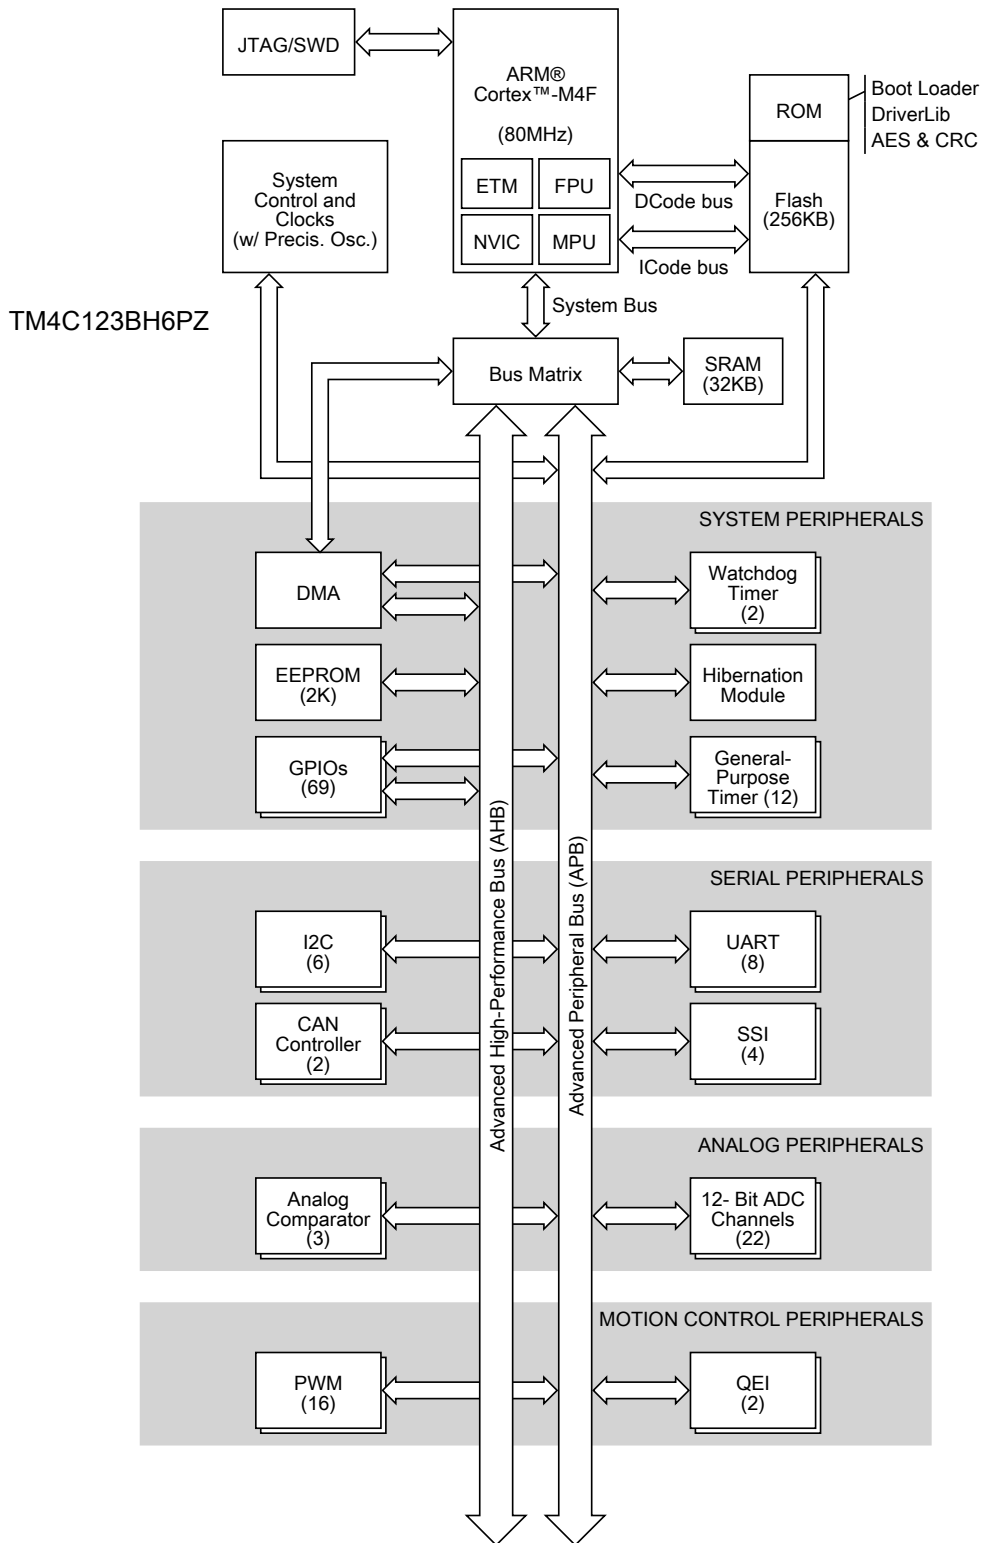 JTAG/SWD
ARM®
Cortex™-M4F
(80MHz)
ETM
FPU
NVIC
MPU
ROM
Boot Loader
DriverLib
AES & CRC
System
Control and
Clocks
(w/ Precis. Osc.)
DCode bus
Flash
(256KB)
ICode bus
TM4C123BH6PZ
System Bus
Bus Matrix
SRAM
(32KB)
SYSTEM PERIPHERALS
DMA
Watchdog
Timer
(2)
EEPROM
(2K)
Hibernation
Module
GPIOs
(69)
General-
Purpose
Timer (12)
Advanced High-Performance Bus (AHB)
Advanced Peripheral Bus (APB)
SERIAL PERIPHERALS
I2C
(6)
UART
(8)
CAN
Controller
(2)
SSI
(4)
ANALOG PERIPHERALS
Analog
Comparator
(3)
12- Bit ADC
Channels
(22)
MOTION CONTROL PERIPHERALS
PWM
(16)
QEI
(2)